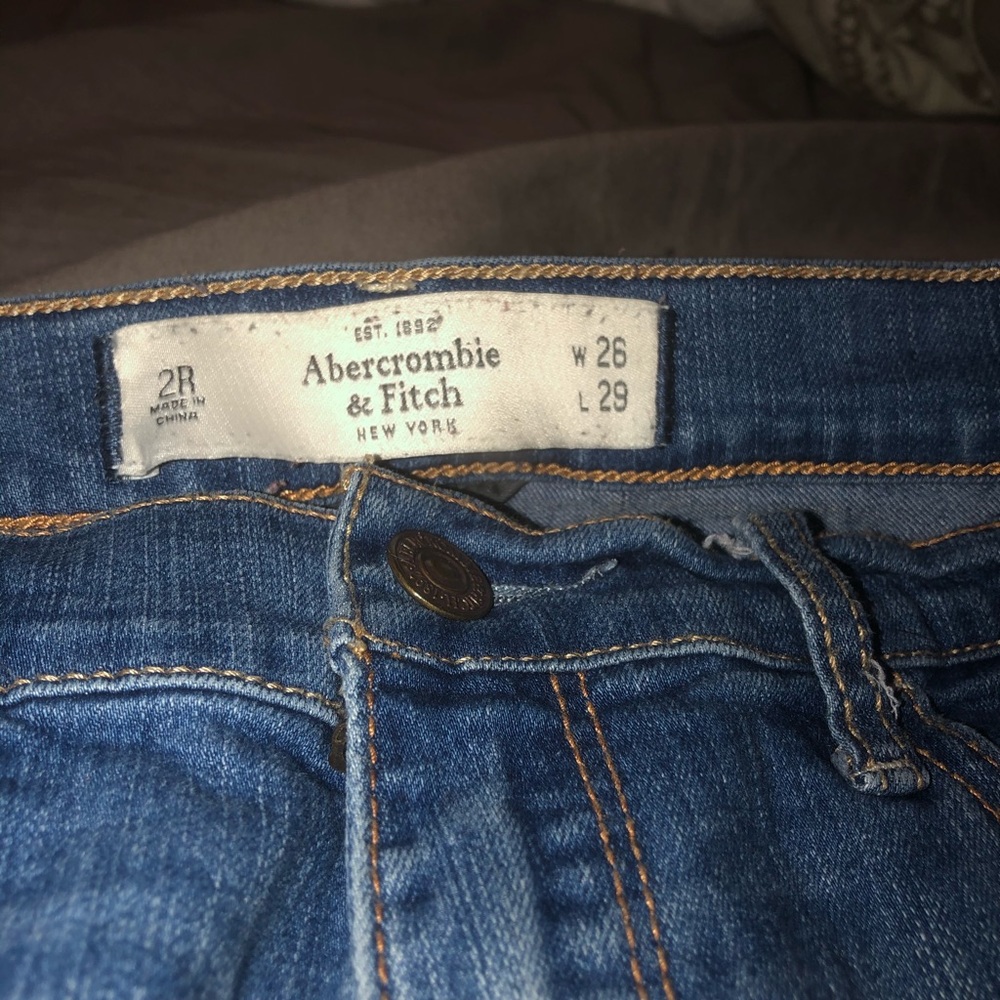 EST. 1892
Abercrombie
& Fitch
NEW YORK
2R
MADE IN
CHINA
W 26
L 29